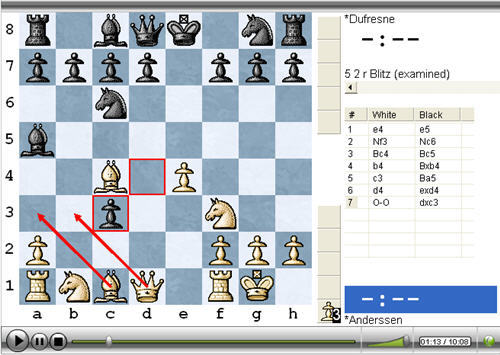 8 *Dufresne
-:--
7 5 2 r Blitz (examined)
6
# White Black
1 e4 e5
2 Nf3 Nc6
5 3 Bc4 Bc5
4 b4 Bxb4
5 c3 Ba5
4 6 d4 exd4
7 O-O dxc3
3
2
1 -:--
a b c d e f g h 3 *Anderssen
01:13 / 10:08